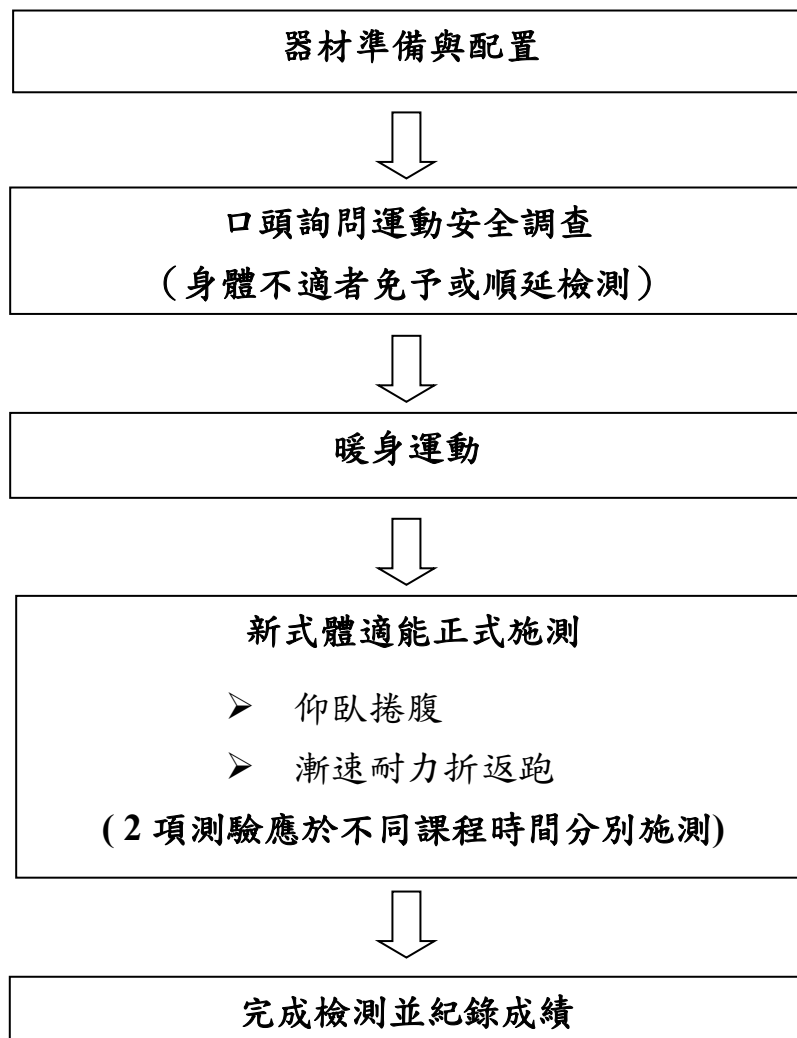 器材準備與配置
口頭詢問運動安全調查
（身體不適者免予或順延檢測）
暖身運動
新式體適能正式施測
➢ 仰臥捲腹
➢ 漸速耐力折返跑
( 2 項測驗應於不同課程時間分別施測)
完成檢測並紀錄成績